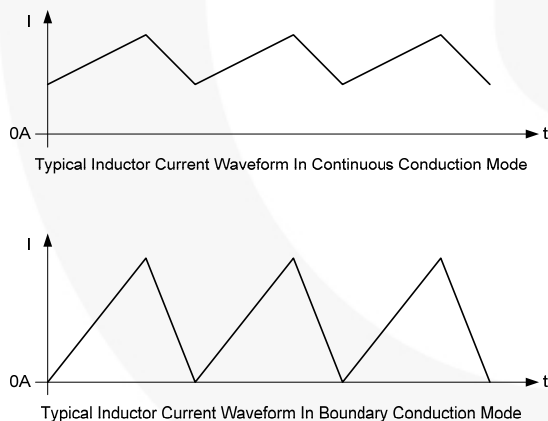 I
0A
t
Typical Inductor Current Waveform In Continuous Conduction Mode
I
0A
t
Typical Inductor Current Waveform In Boundary Conduction Mode